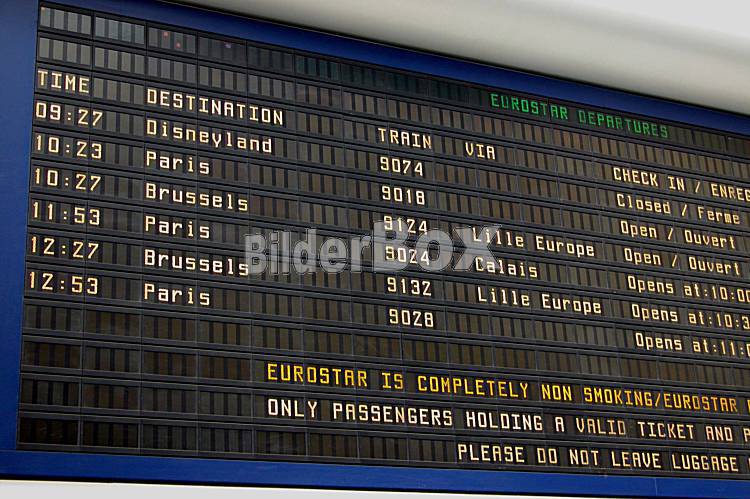 EUROSTAR DEPARTURES
TIME DESTINATION TRAIN VIA CHECK IN / ENREG
09:27 Disneyland 9074 Closed / Ferme
10:23 Paris 9018 Open / Ouvert
10:27 Brussels 9124 Lille Europe Open / Ouvert
11:53 Paris 9024 Calais Opens at:10:00
12:27 Brussels 9132 Lille Europe Opens at:10:3
12:53 Paris 9028 Opens at:11:0
EUROSTAR IS COMPLETELY NON SMOKING/EUROSTAR
ONLY PASSENGERS HOLDING A VALID TICKET AND P
PLEASE DO NOT LEAVE LUGGAGE
BilderBOX